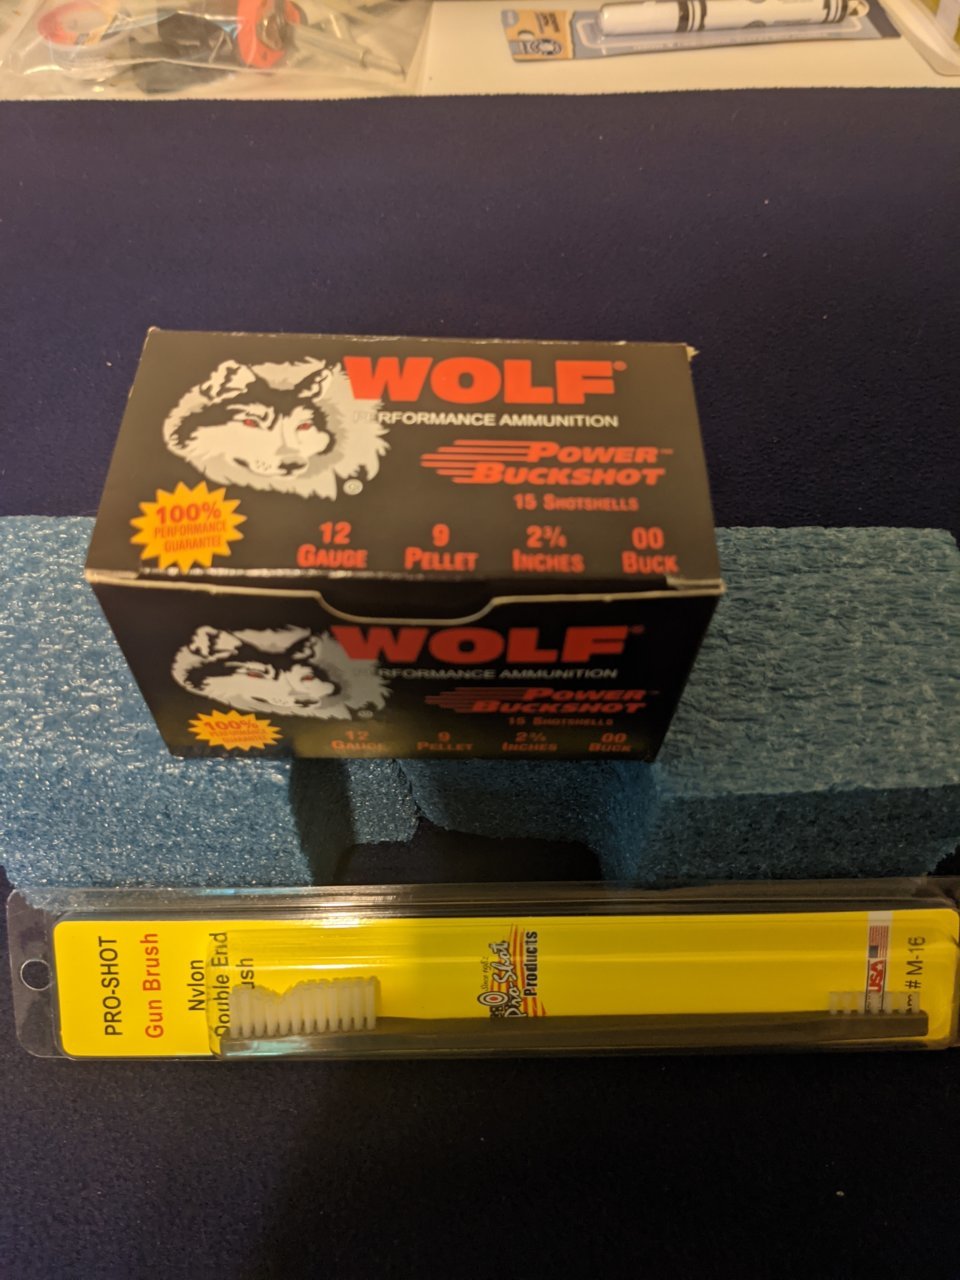 WOLF®
PERFORMANCE AMMUNITION
POWER™
BUCKSHOT
15 SHOTSHELLS
100%
PERFORMANCE
GUARANTEE
12 9 2¾ 00
GAUGE PELLET INCHES BUCK
WOLF®
PERFORMANCE AMMUNITION
POWER™
BUCKSHOT
15 SHOTSHELLS
100%
12 9 2¾ 00
GAUGE PELLET INCHES BUCK
PRO-SHOT
Gun Brush
Nylon
Double End
Pro-Shot
Products
USA
# M-16